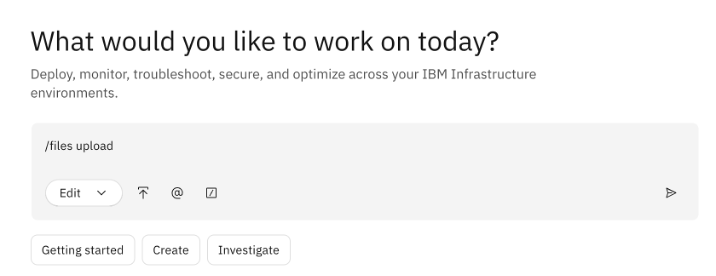 What would you like to work on today?
Deploy, monitor, troubleshoot, secure, and optimize across your IBM Infrastructure
environments.
/files upload
Edit @
Getting started Create Investigate